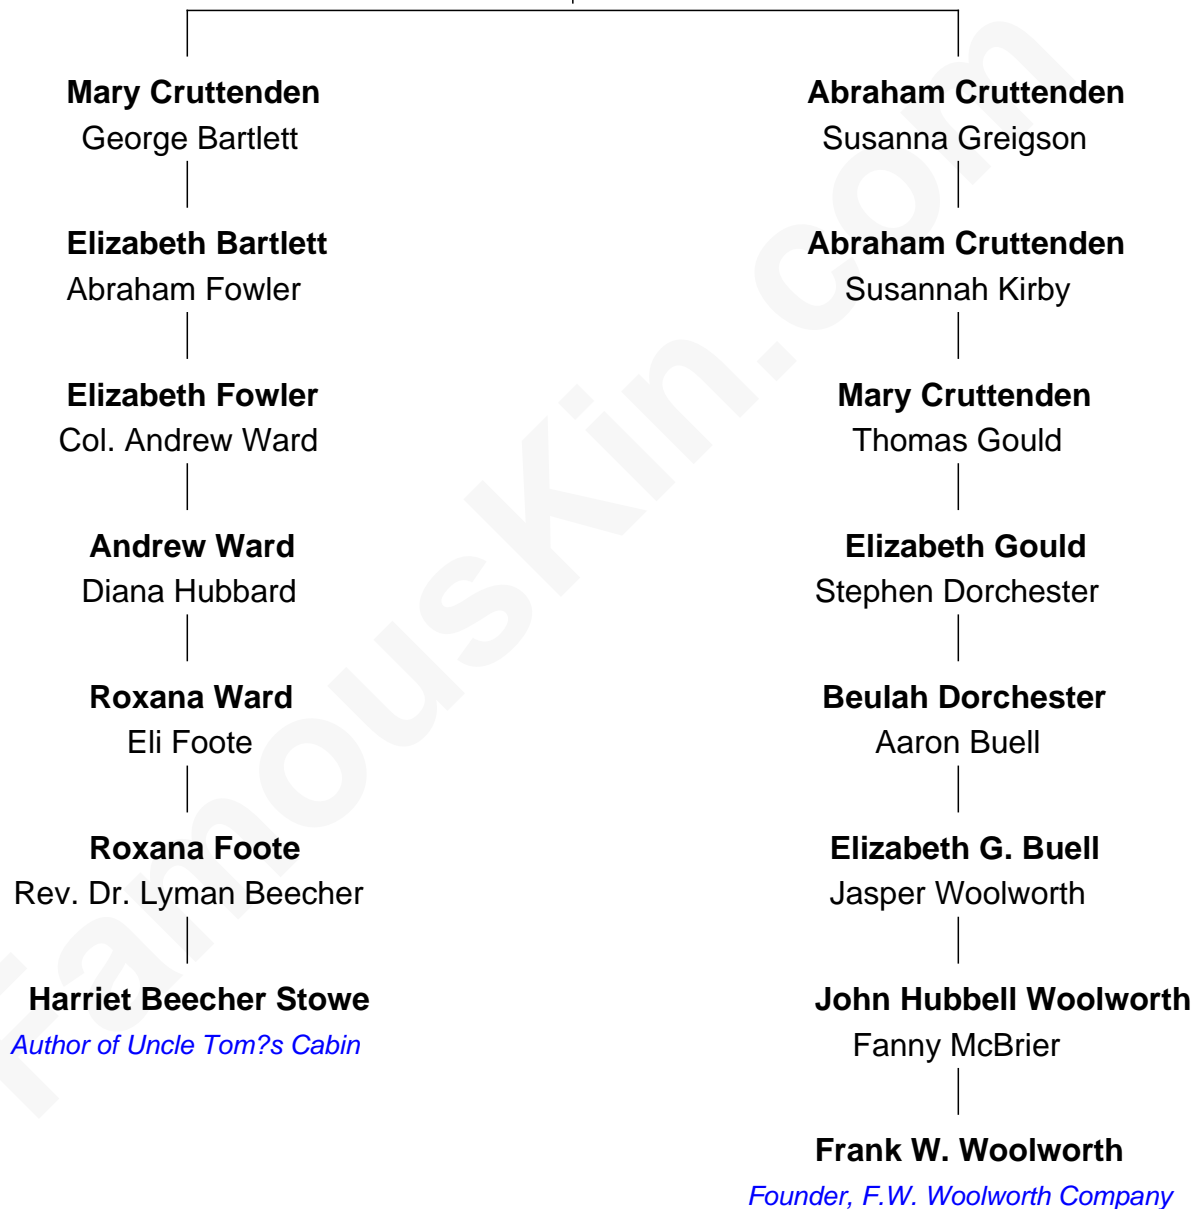 Mary Cruttenden
George Bartlett
Elizabeth Bartlett
Abraham Fowler
Elizabeth Fowler
Col. Andrew Ward
Andrew Ward
Diana Hubbard
Roxana Ward
Eli Foote
Roxana Foote
Rev. Dr. Lyman Beecher
Harriet Beecher Stowe
Author of Uncle Tom?s Cabin
Abraham Cruttenden
Susanna Greigson
Abraham Cruttenden
Susannah Kirby
Mary Cruttenden
Thomas Gould
Elizabeth Gould
Stephen Dorchester
Beulah Dorchester
Aaron Buell
Elizabeth G. Buell
Jasper Woolworth
John Hubbell Woolworth
Fanny McBrier
Frank W. Woolworth
Founder, F.W. Woolworth Company
FamousKin.com